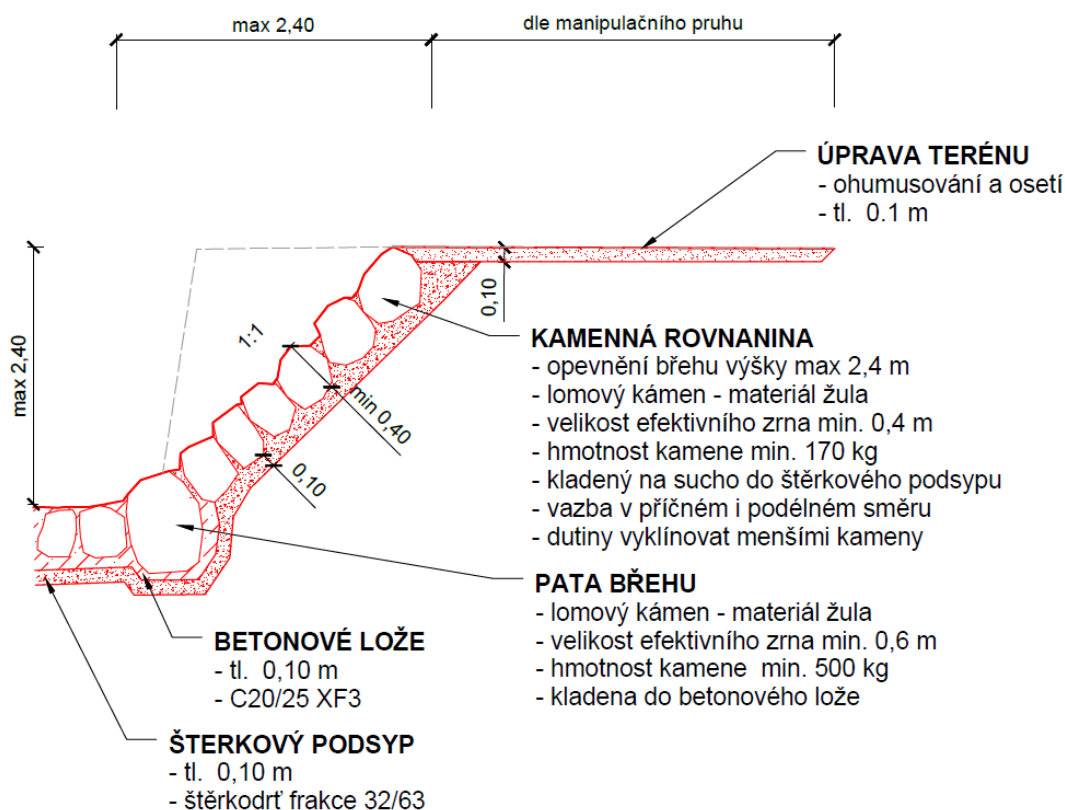 max 2,40
dle manipulačního pruhu
ÚPRAVA TERÉNU
- ohumusování a osetí
- tl. 0.1 m
max 2,40
1:1
min 0,40
0,10
0,10
KAMENNÁ ROVNANINA
- opevnění břehu výšky max 2,4 m
- lomový kámen - materiál žula
- velikost efektivního zrna min. 0,4 m
- hmotnost kamene min. 170 kg
- kladený na sucho do štěrkového podsypu
- vazba v příčném i podélném směru
- dutiny vyklínovat menšími kameny
PATA BŘEHU
- lomový kámen - materiál žula
- velikost efektivního zrna min. 0,6 m
- hmotnost kamene min. 500 kg
- kladena do betonového lože
BETONOVÉ LOŽE
- tl. 0,10 m
- C20/25 XF3
ŠTERKOVÝ PODSYP
- tl. 0,10 m
- štěrkodrť frakce 32/63